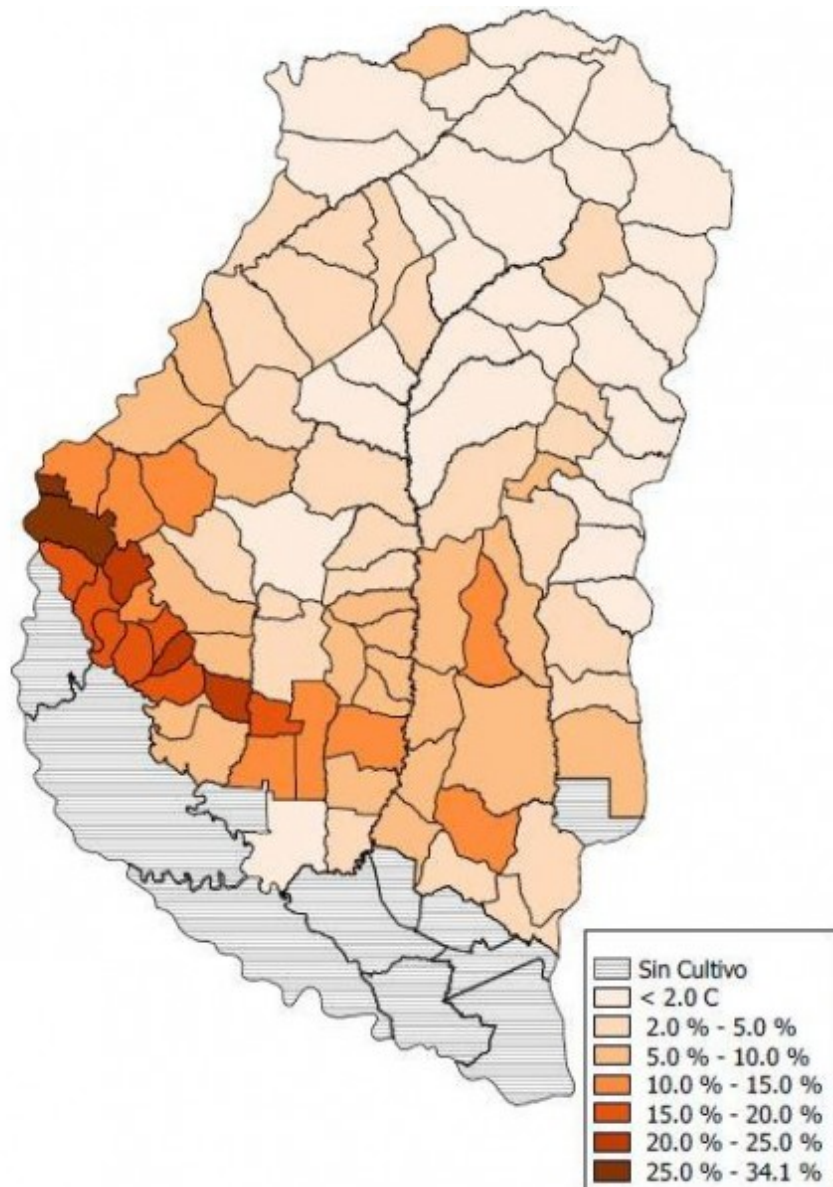 Sin Cultivo
< 2.0 C
2.0 % - 5.0 %
5.0 % - 10.0 %
10.0 % - 15.0 %
15.0 % - 20.0 %
20.0 % - 25.0 %
25.0 % - 34.1 %